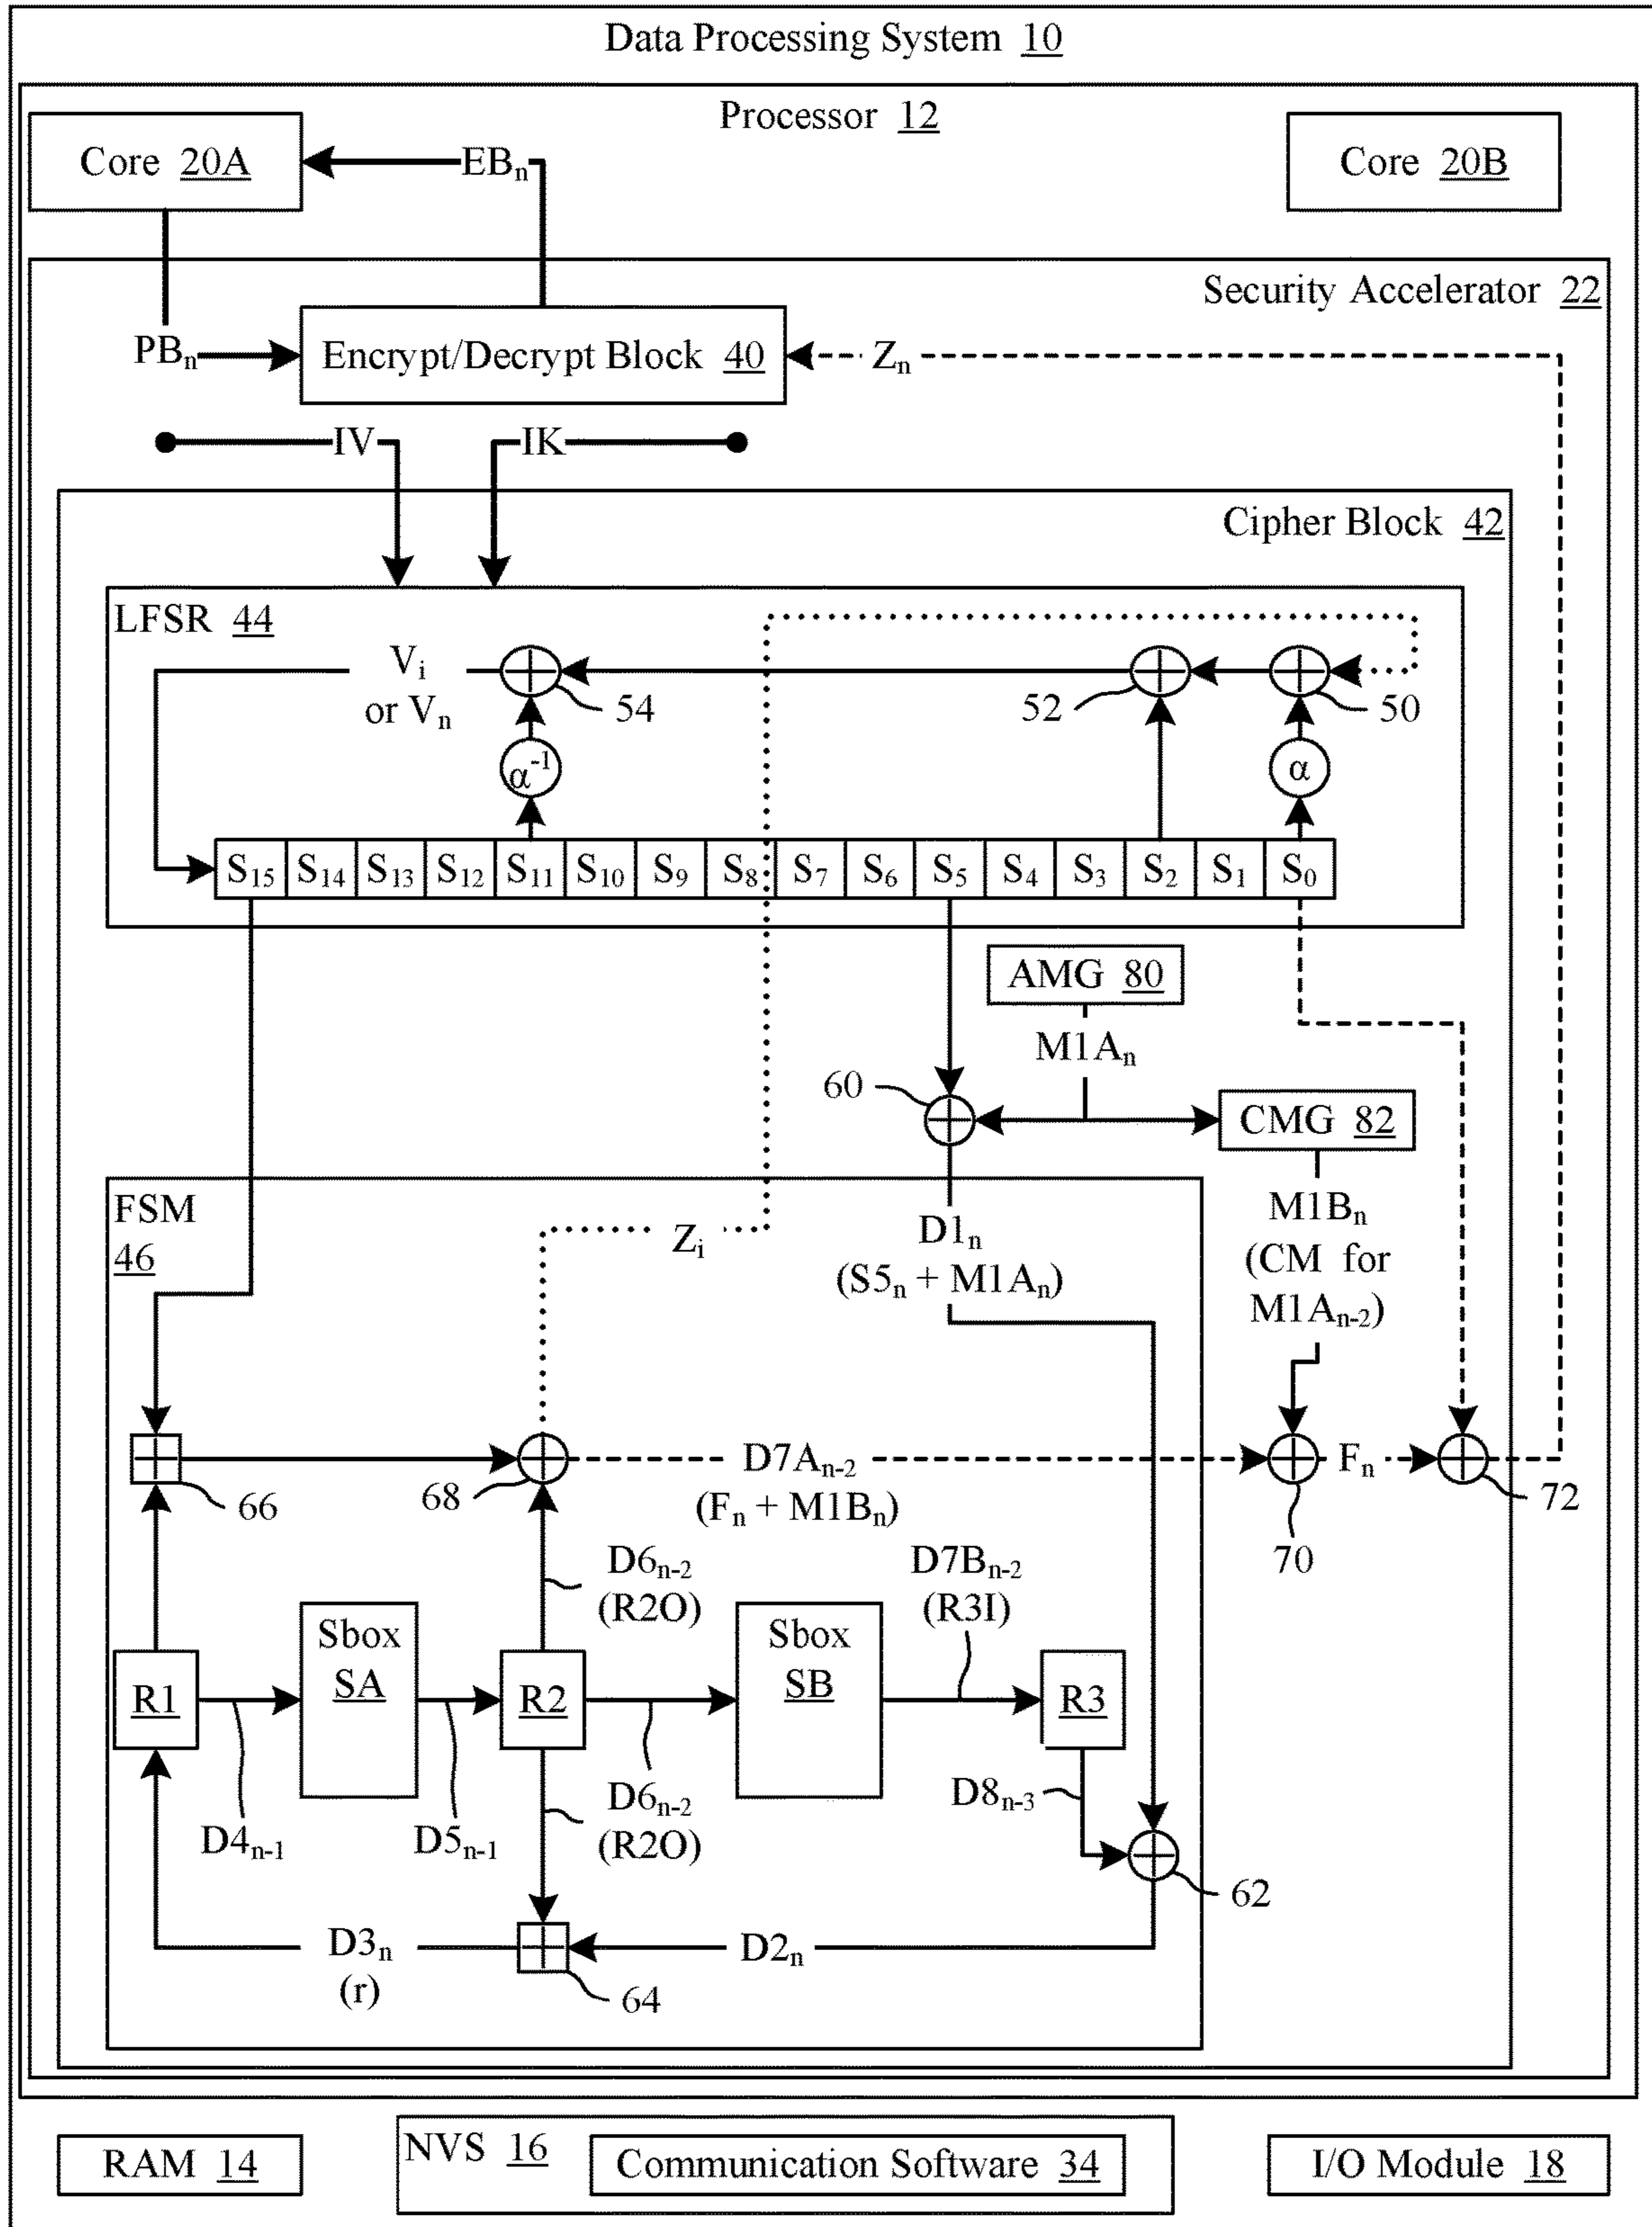 Data Processing System 10
Processor 12
Core 20A
EBn
Core 20B
Security Accelerator 22
PBn
Encrypt/Decrypt Block 40
Zn
IV
IK
Cipher Block 42
LFSR 44
Vi
or Vn
54
52
50
α-1
α
S15 S14 S13 S12 S11 S10 S9 S8 S7 S6 S5 S4 S3 S2 S1 S0
AMG 80
M1An
60
CMG 82
FSM
46
Zi
D1n
(S5n + M1An)
M1Bn
(CM for
M1An-2)
66
68
D7An-2
(Fn + M1Bn)
Fn
70
72
D6n-2
(R2O)
D7Bn-2
(R3I)
R1
Sbox
SA
R2
Sbox
SB
R3
D4n-1
D5n-1
D6n-2
(R2O)
D8n-3
62
D3n
(r)
64
D2n
RAM 14
NVS 16
Communication Software 34
I/O Module 18